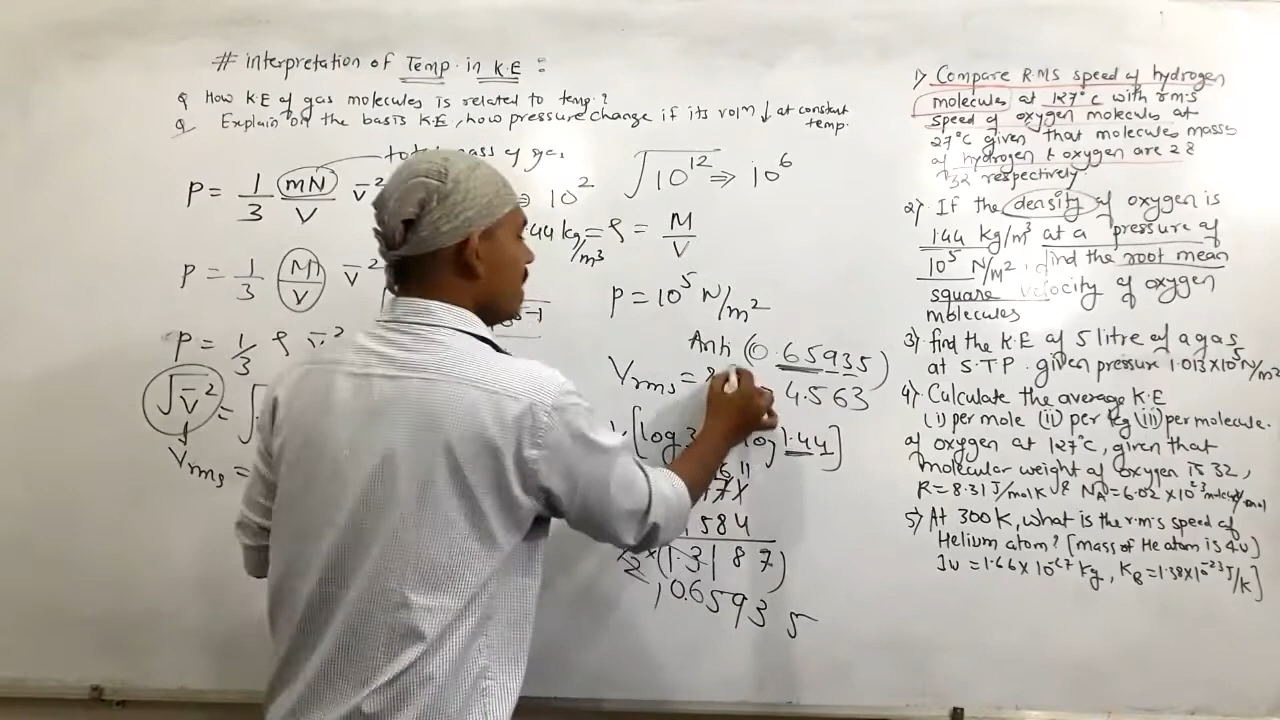 # interpretation of Temp. in K.E :
Q How K.E of gas molecules is related to temp.?
Q Explain on the basis K.E, how pressure change if its volm ↓ at constant temp.
P = 1/3 mN/V v̄²
P = 1/3 M/V v̄²
P = 1/3 ρ v̄²
√v̄² =
Vrms =
10²
.44 kg/m³ = ρ = M/V
√10¹² ⇒ 10⁶
P = 10⁵ N/m²
Anti (0.65935)
Vrms =
4.563
[log 3 log 1.44]
584
1/2 × (1.3187)
0.65935
1) Compare R.M.S speed of hydrogen
molecules at 127°C with r.m.s
speed of oxygen molecules at
27°C given that molecules masses
of hydrogen & oxygen are 2 &
32 respectively
2) If the density of oxygen is
1.44 kg/m³ at a pressure of
10⁵ N/m², find the root mean
square velocity of oxygen
molecules
3) find the K.E of 5 litre of a gas
at S.T.P. given pressure 1.013×10⁵ N/m²
4) Calculate the average K.E
(i) per mole (ii) per kg (iii) per molecule.
of oxygen at 127°C, given that
molecular weight of oxygen is 32,
R = 8.31 J/mol K & NA = 6.02 × 10²³ molecules/mol
5) At 300 K, what is the r.m.s speed of
Helium atom? [mass of He atom is 4u]
1u = 1.66 × 10⁻²⁷ kg, KB = 1.38×10⁻²³ J/K]